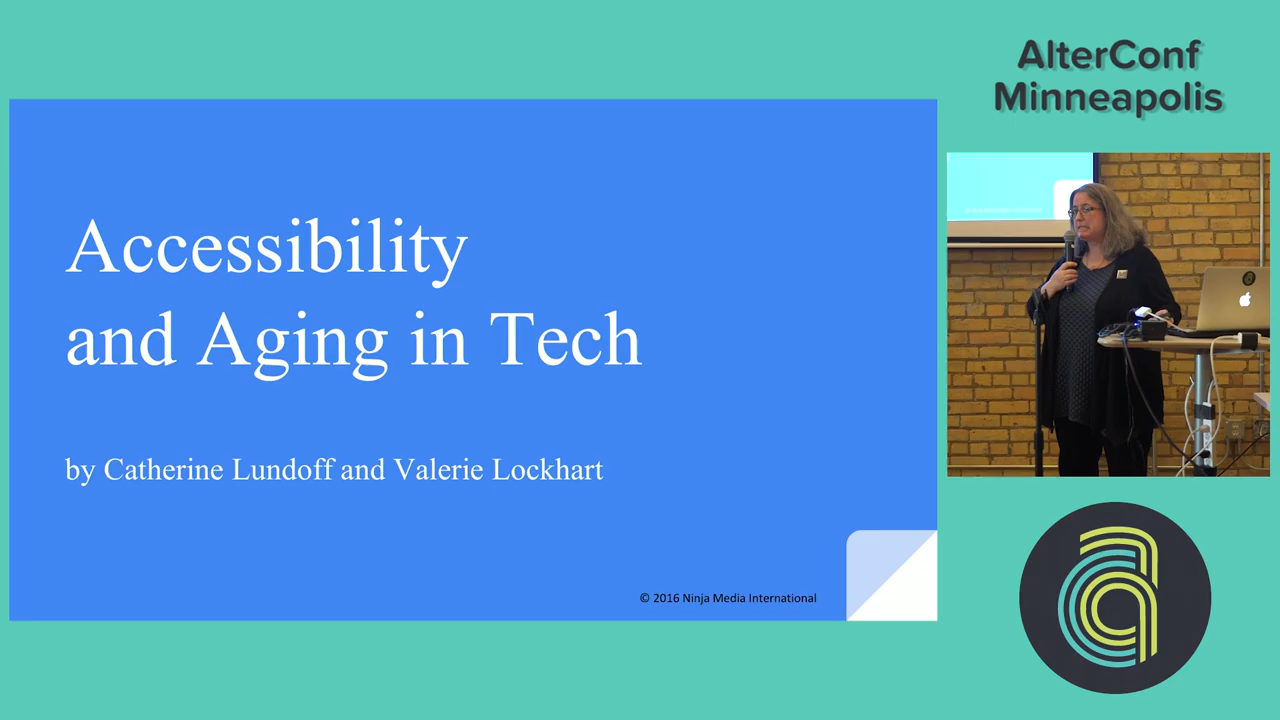 AlterConf
Minneapolis
Accessibility
and Aging in Tech
by Catherine Lundoff and Valerie Lockhart
© 2016 Ninja Media International